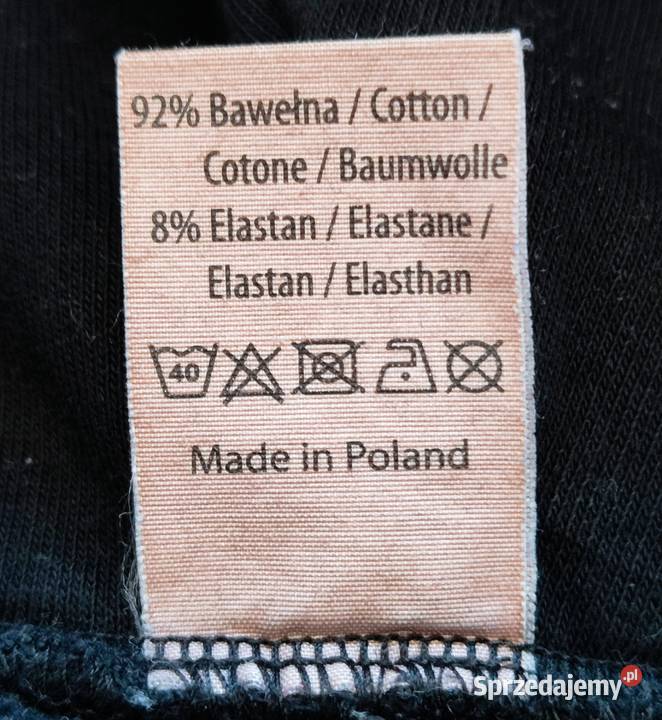 92% Bawełna / Cotton /
Cotone / Baumwolle
8% Elastan / Elastane /
Elastan / Elasthan
40
Made in Poland
Sprzedajemy.pl